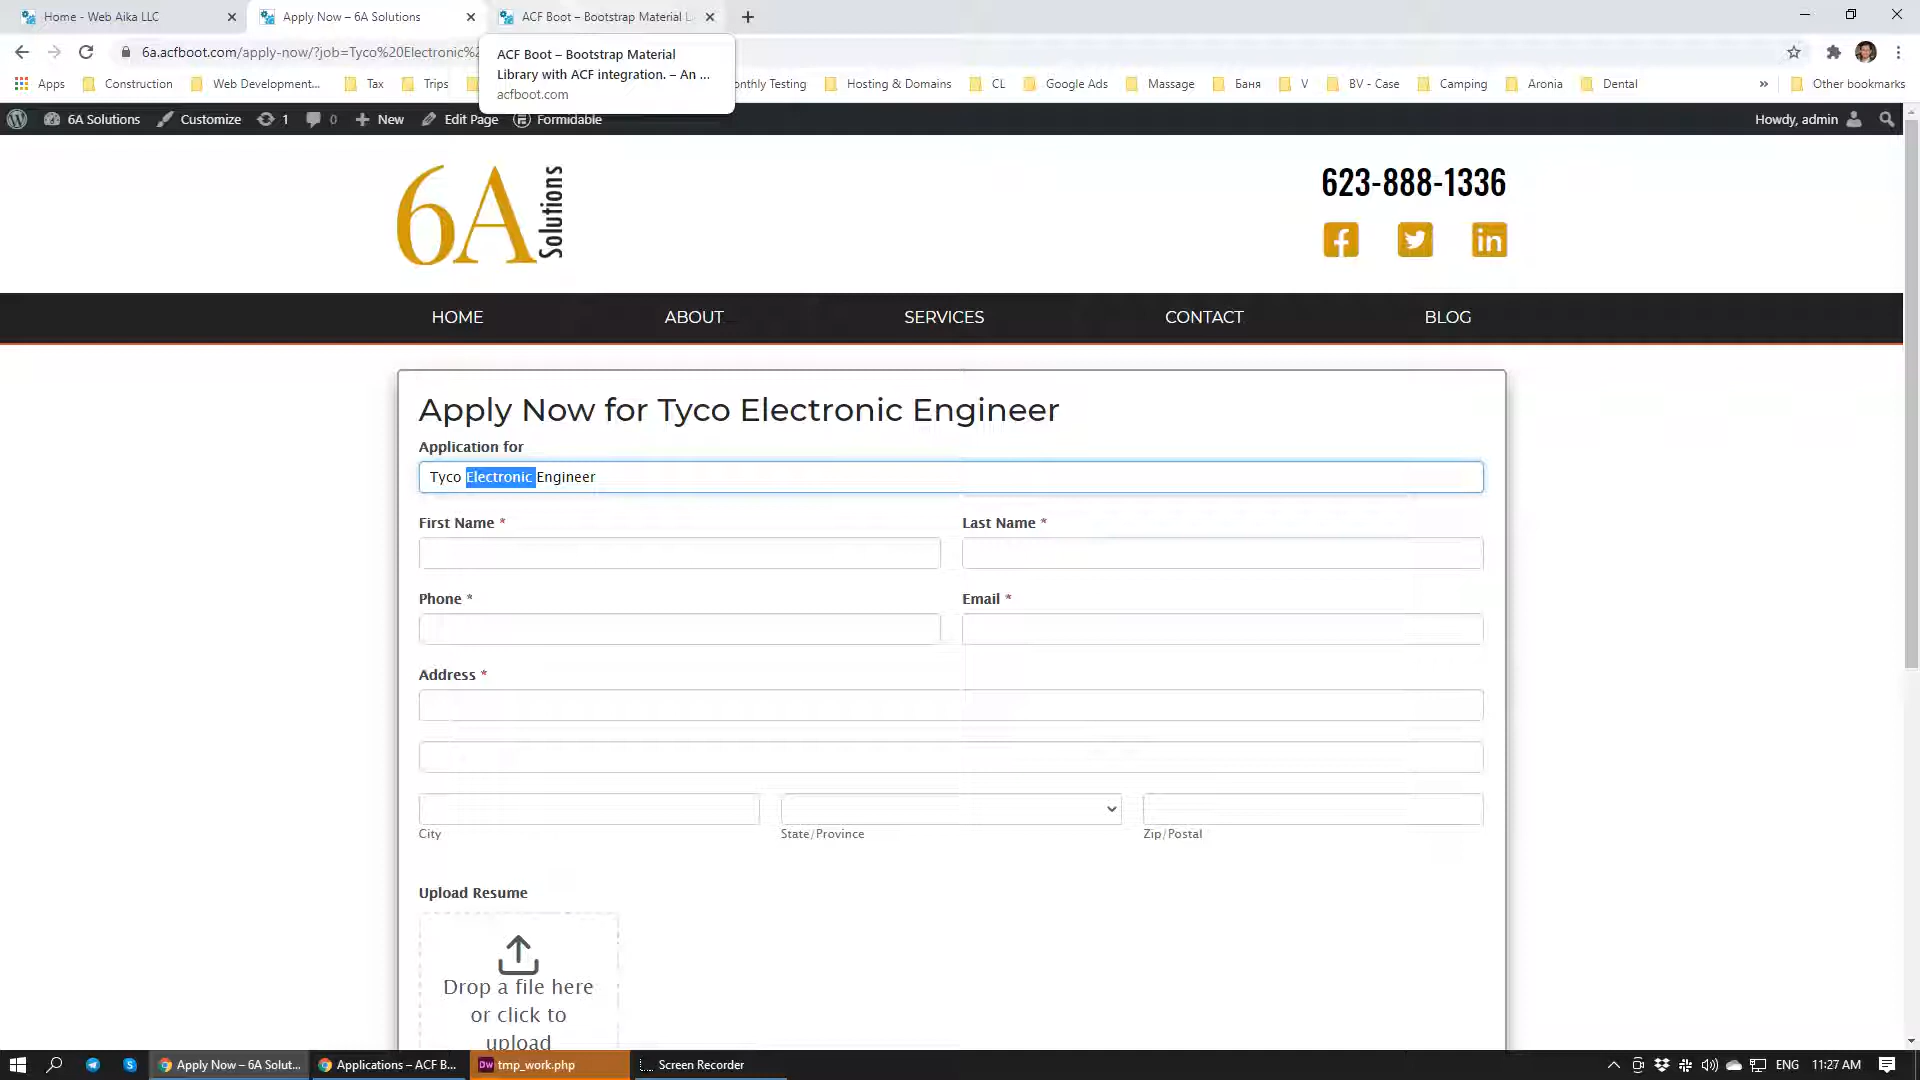 Home - Web Aika LLC
Apply Now – 6A Solutions
ACF Boot – Bootstrap Material L
6a.acfboot.com/apply-now/?job=Tyco%20Electronic%2
ACF Boot – Bootstrap Material
Library with ACF integration. – An ...
acfboot.com
Apps
Construction
Web Development...
Tax
Trips
onthly Testing
Hosting & Domains
CL
Google Ads
Massage
Баня
V
BV - Case
Camping
Aronia
Dental
»
Other bookmarks
6A Solutions
Customize
1
0
New
Edit Page
Formidable
Howdy, admin
6A Solutions
623-888-1336
HOME
ABOUT
SERVICES
CONTACT
BLOG
Apply Now for Tyco Electronic Engineer
Application for
Tyco Electronic Engineer
First Name *
Last Name *
Phone *
Email *
Address *
City
State/Province
Zip/Postal
Upload Resume
Drop a file here
or click to
upload
Apply Now – 6A Solut...
Applications – ACF B...
tmp_work.php
Screen Recorder
ENG
11:27 AM